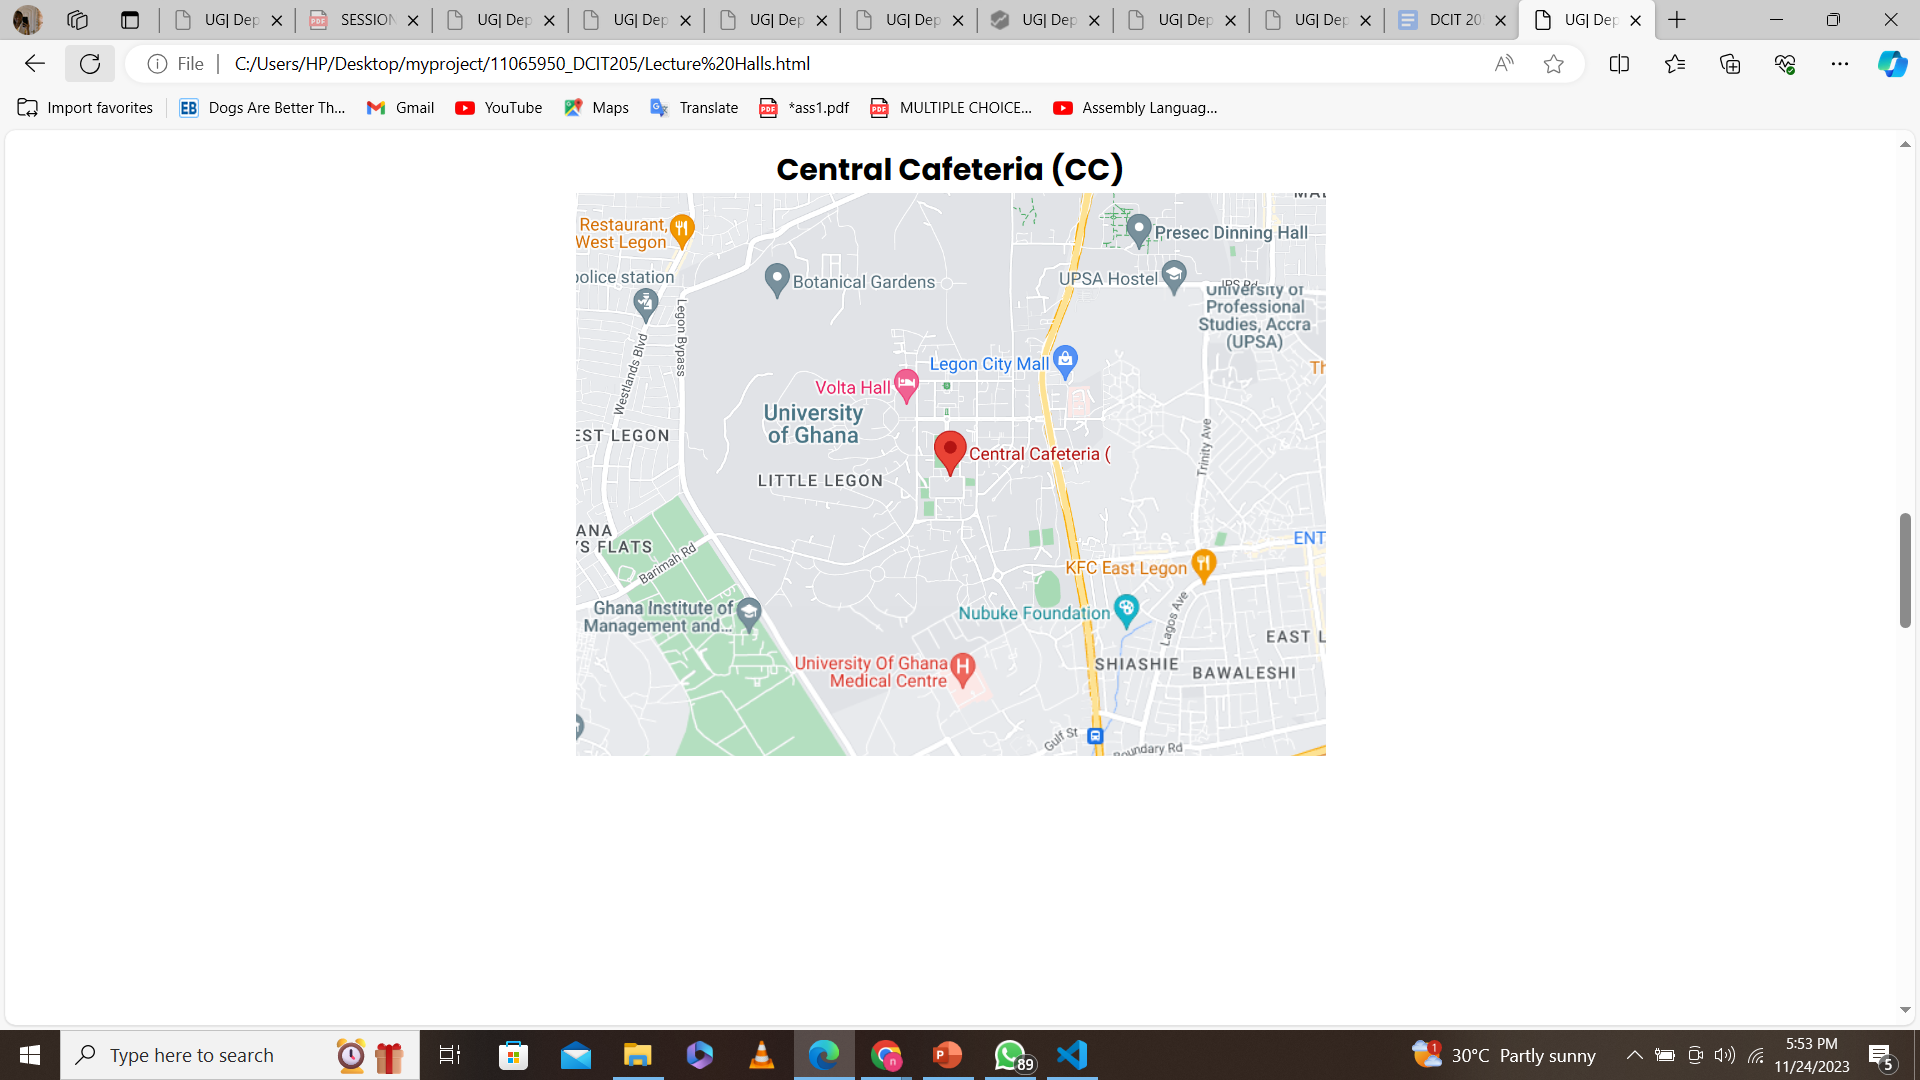 UG| Dep
SESSION
UG| Dep
UG| Dep
UG| Dep
UG| Dep
UG| Dep
UG| Dep
UG| Dep
DCIT 20
UG| Dep
File
C:/Users/HP/Desktop/myproject/11065950_DCIT205/Lecture%20Halls.html
Import favorites
Dogs Are Better Th...
Gmail
YouTube
Maps
Translate
*ass1.pdf
MULTIPLE CHOICE...
Assembly Languag...
Central Cafeteria (CC)
Restaurant,
West Legon
Presec Dinning Hall
police station
Botanical Gardens
UPSA Hostel
IPS Rd
University of
Professional
Studies, Accra
(UPSA)
Legon Bypass
Westlands Blvd
Legon City Mall
Th
Volta Hall
University
of Ghana
EST LEGON
Central Cafeteria (
Trinity Ave
LITTLE LEGON
ANA
'S FLATS
Barimah Rd
ENT
KFC East Legon
Ghana Institute of
Management and...
Nubuke Foundation
Lagos Ave
EAST L
University Of Ghana
Medical Centre
SHIASHIE
BAWALESHI
Gulf St
oundary Rd
Type here to search
89
1
30°C Partly sunny
5:53 PM
11/24/2023
5